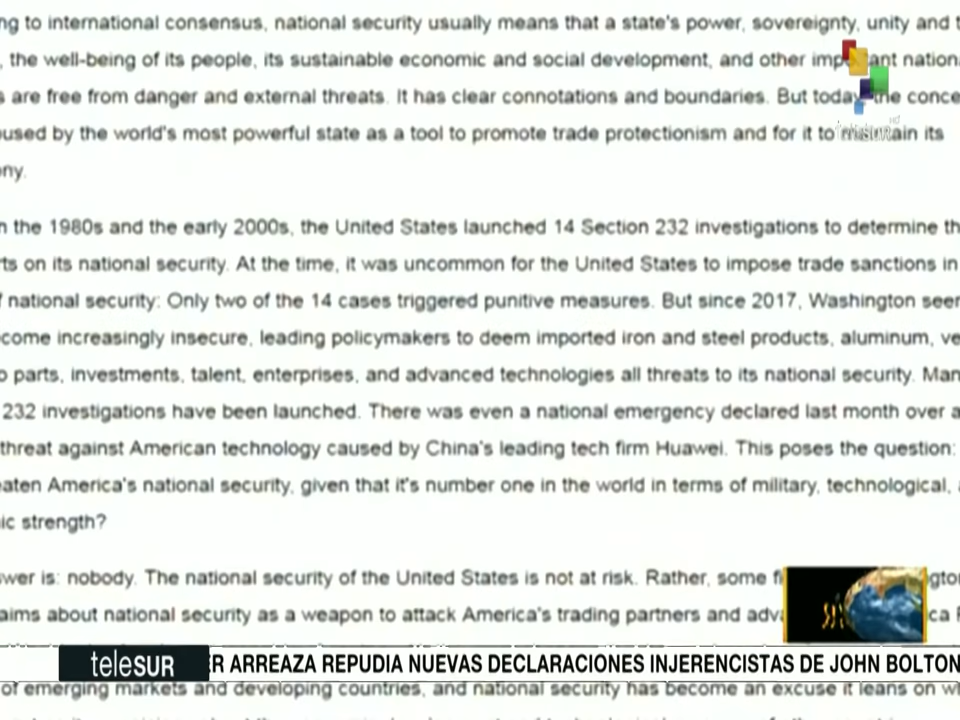 ng to international consensus, national security usually means that a state's power, sovereignty, unity and t
, the well-being of its people, its sustainable economic and social development, and other important nation
s are free from danger and external threats. It has clear connotations and boundaries. But today the conce
used by the world's most powerful state as a tool to promote trade protectionism and for it to maintain its
ny.
n the 1980s and the early 2000s, the United States launched 14 Section 232 investigations to determine th
ts on its national security. At the time, it was uncommon for the United States to impose trade sanctions in
f national security: Only two of the 14 cases triggered punitive measures. But since 2017, Washington seem
come increasingly insecure, leading policymakers to deem imported iron and steel products, aluminum, ve
o parts, investments, talent, enterprises, and advanced technologies all threats to its national security. Man
232 investigations have been launched. There was even a national emergency declared last month over a
threat against American technology caused by China's leading tech firm Huawei. This poses the question:
aten America's national security, given that it's number one in the world in terms of military, technological,
ic strength?
swer is: nobody. The national security of the United States is not at risk. Rather, some fi gto
aims about national security as a weapon to attack America's trading partners and adv ca F
teleSUR ER ARREAZA REPUDIA NUEVAS DECLARACIONES INJERENCISTAS DE JOHN BOLTON
of emerging markets and developing countries, and national security has become an excuse it leans on w